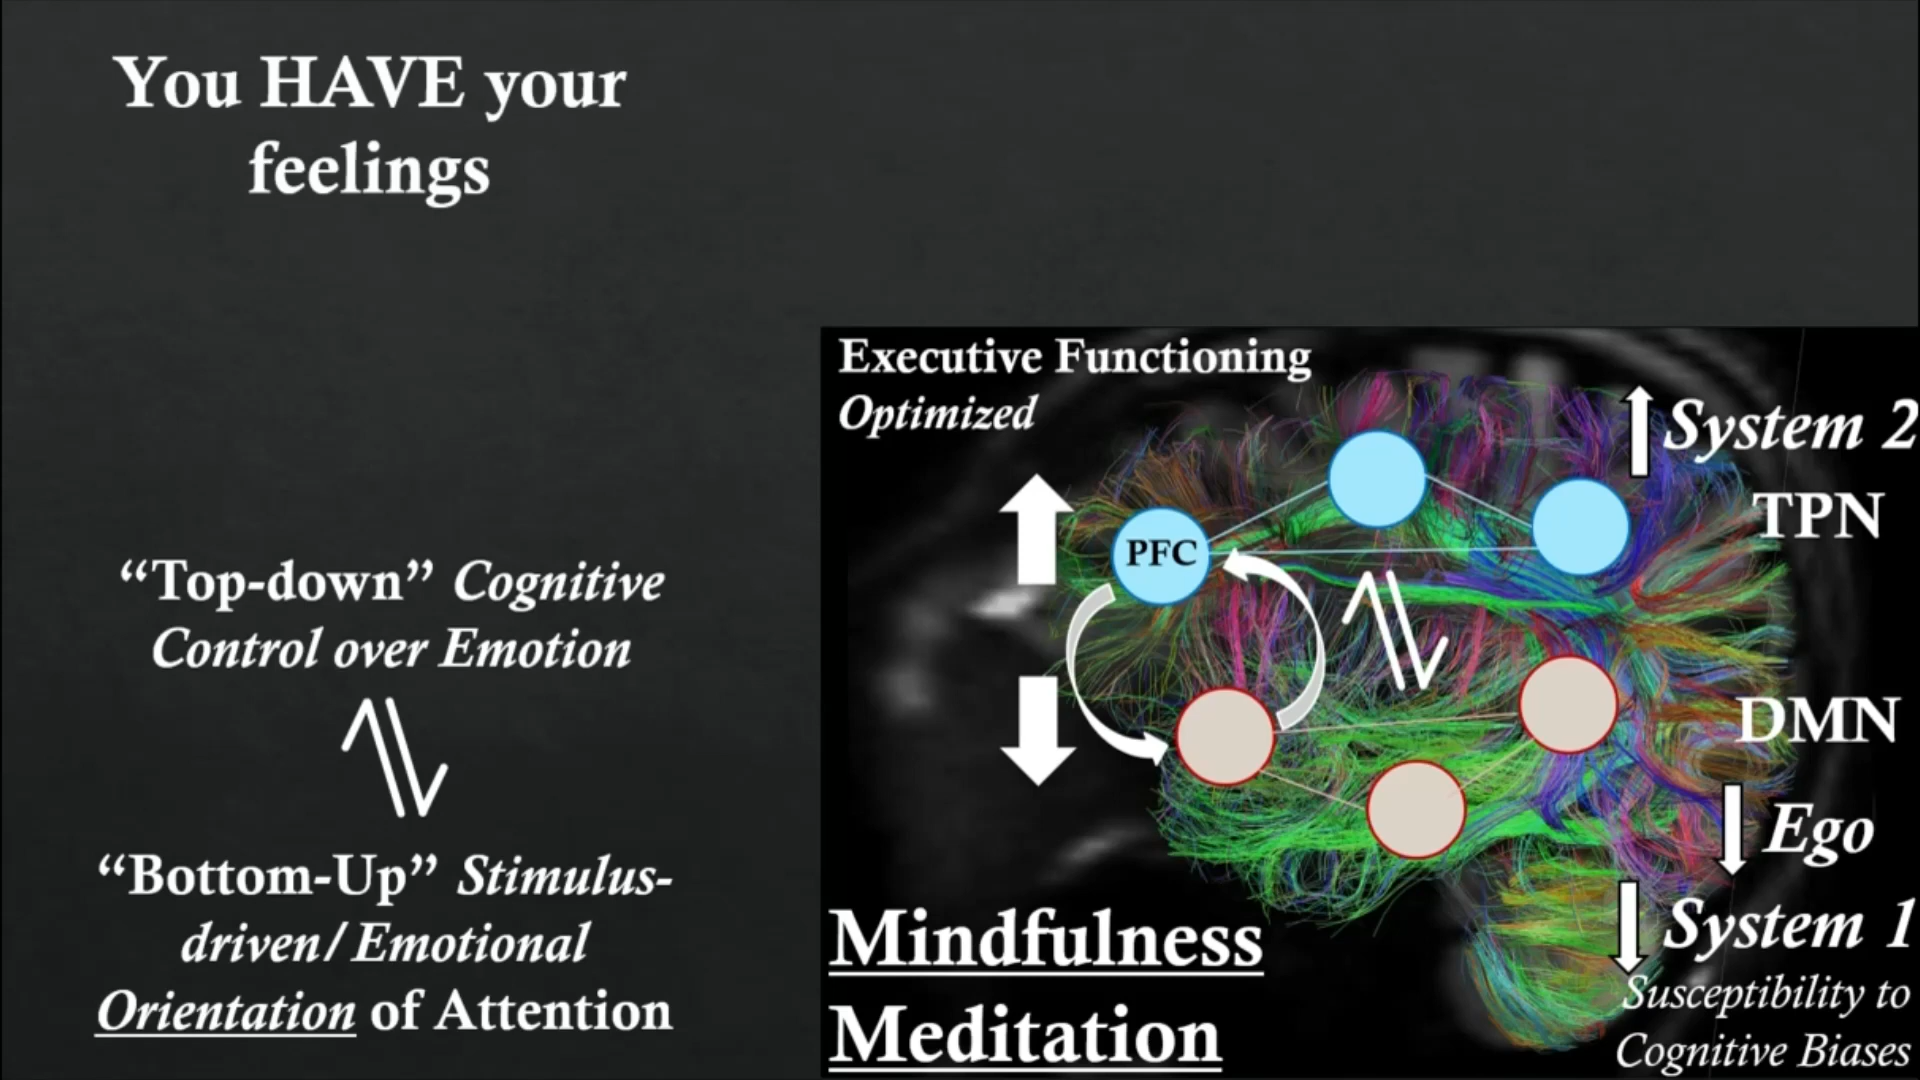 You HAVE your
feelings
“Top-down” Cognitive
Control over Emotion
“Bottom-Up” Stimulus-
driven/Emotional
Orientation of Attention
Executive Functioning
Optimized
System 2
TPN
PFC
DMN
Ego
System 1
Susceptibility to
Cognitive Biases
Mindfulness
Meditation